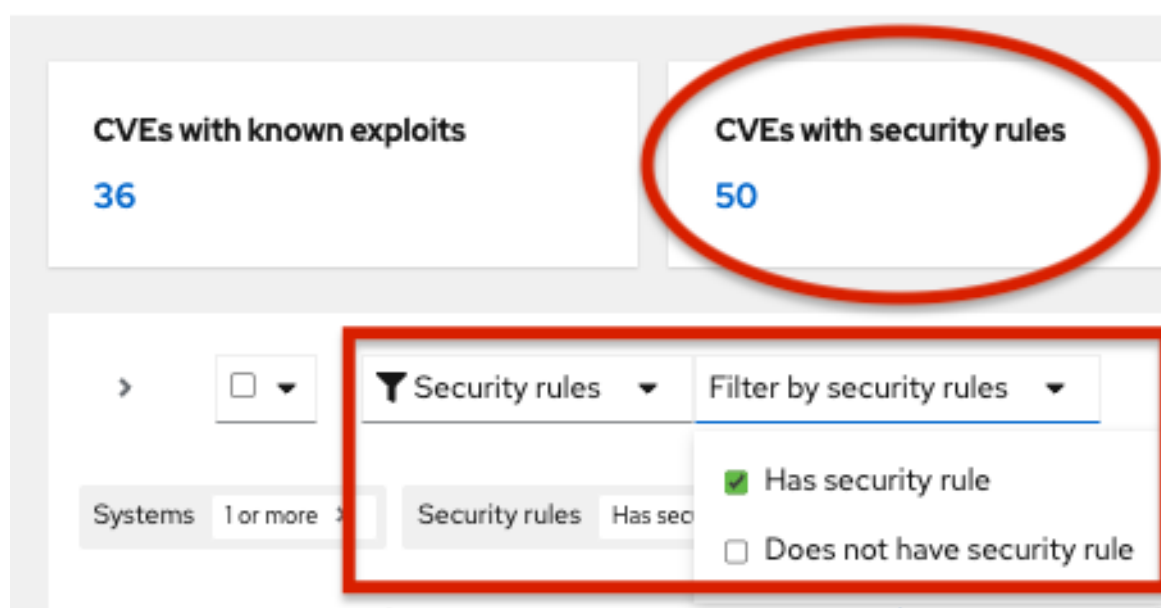 CVEs with known exploits
CVEs with security rules
36
50
Security rules
Filter by security rules
Has security rule
Systems 1 or more
Security rules Has
Does not have security rule